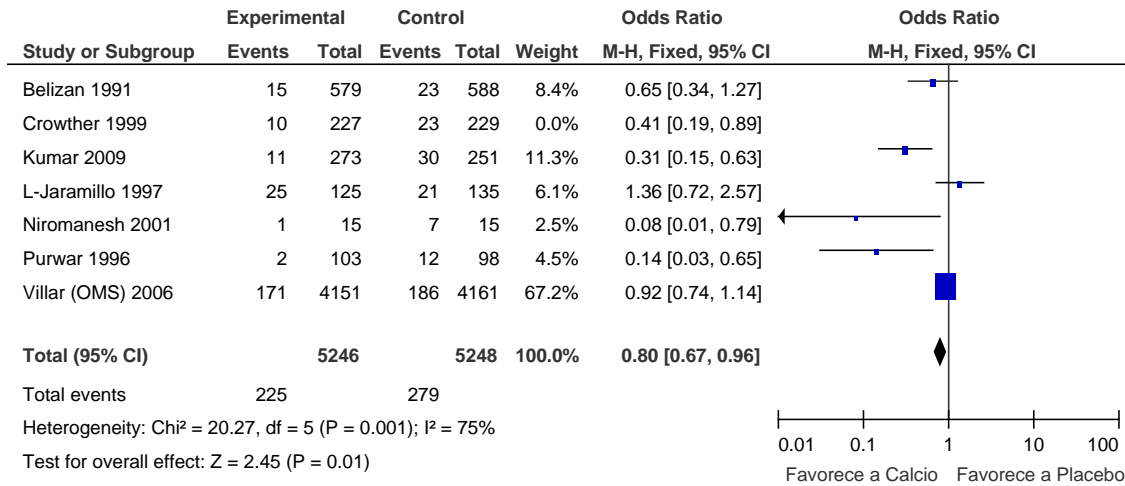 Experimental Control Odds Ratio Odds Ratio
Study or Subgroup Events Total Events Total Weight M-H, Fixed, 95% CI M-H, Fixed, 95% CI
Belizan 1991 15 579 23 588 8.4% 0.65 [0.34, 1.27]
Crowther 1999 10 227 23 229 0.0% 0.41 [0.19, 0.89]
Kumar 2009 11 273 30 251 11.3% 0.31 [0.15, 0.63]
L-Jaramillo 1997 25 125 21 135 6.1% 1.36 [0.72, 2.57]
Niromanesh 2001 1 15 7 15 2.5% 0.08 [0.01, 0.79]
Purwar 1996 2 103 12 98 4.5% 0.14 [0.03, 0.65]
Villar (OMS) 2006 171 4151 186 4161 67.2% 0.92 [0.74, 1.14]
Total (95% CI) 5246 5248 100.0% 0.80 [0.67, 0.96]
Total events 225 279
Heterogeneity: Chi² = 20.27, df = 5 (P = 0.001); I² = 75%
Test for overall effect: Z = 2.45 (P = 0.01)
0.01 0.1 1 10 100
Favorece a Calcio Favorece a Placebo